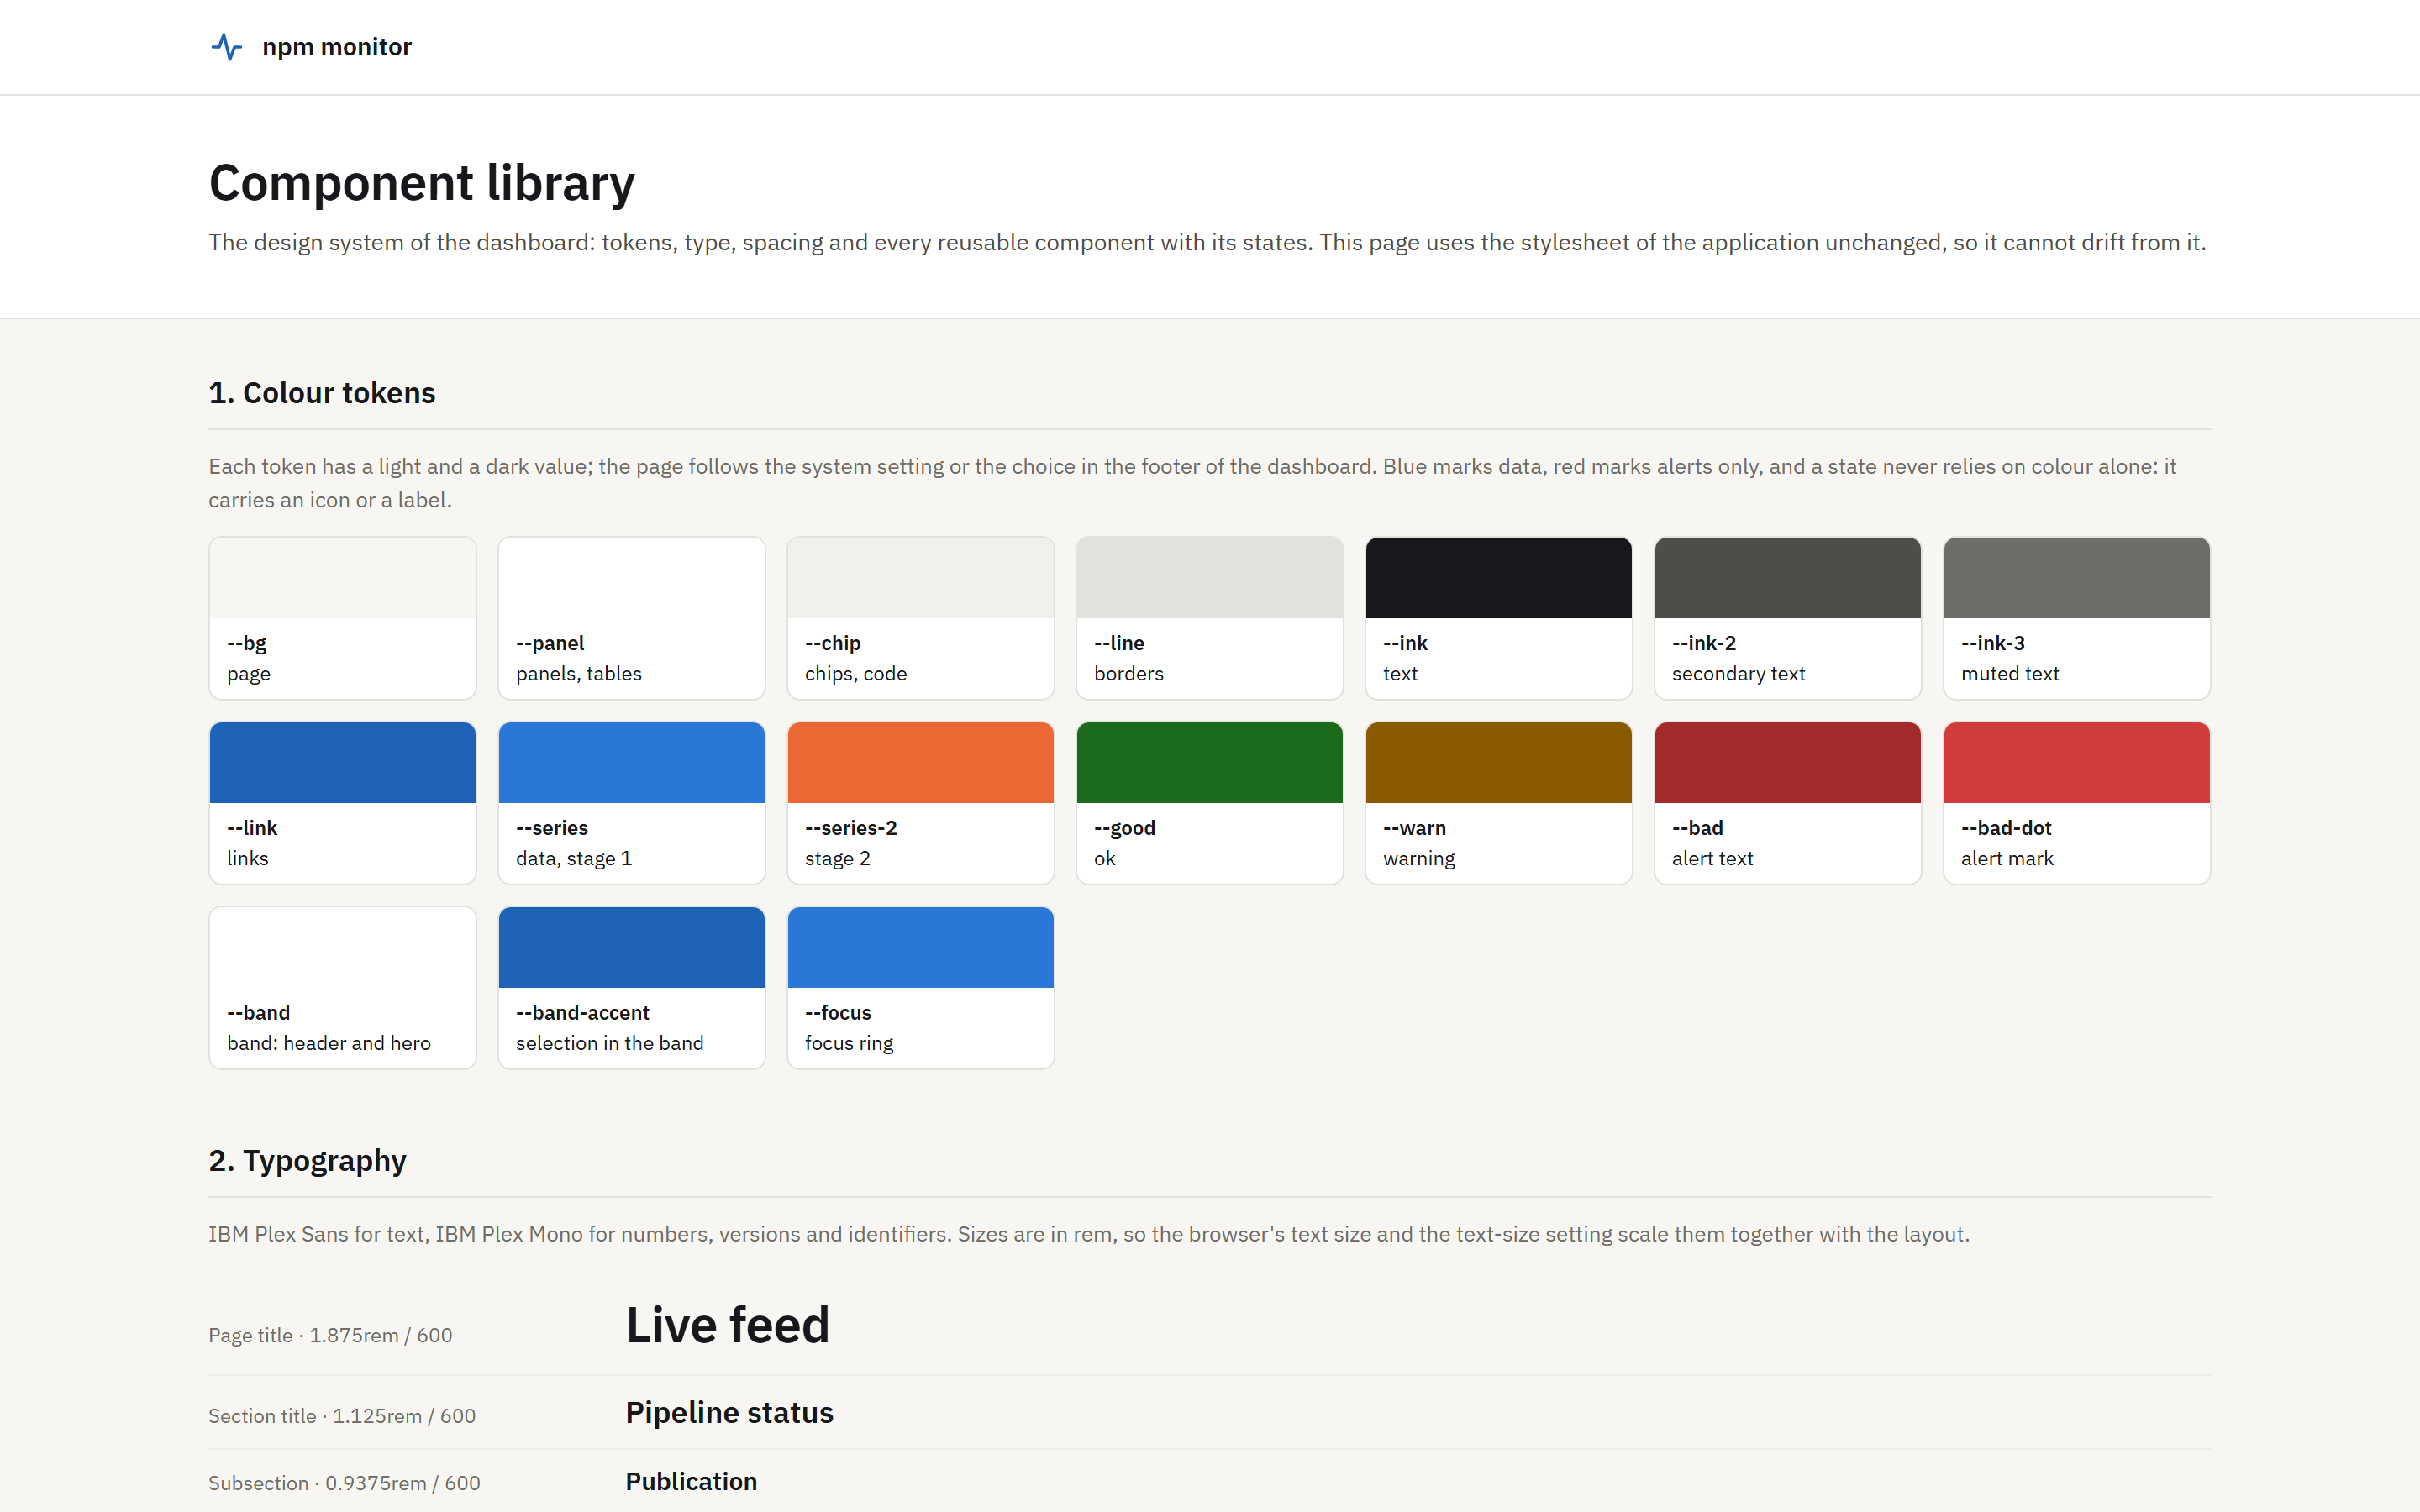 npm monitor
Component library
The design system of the dashboard: tokens, type, spacing and every reusable component with its states. This page uses the stylesheet of the application unchanged, so it cannot drift from it.
1. Colour tokens
Each token has a light and a dark value; the page follows the system setting or the choice in the footer of the dashboard. Blue marks data, red marks alerts only, and a state never relies on colour alone: it
carries an icon or a label.
--bg
page
--panel
panels, tables
--chip
chips, code
--line
borders
--ink
text
--ink-2
secondary text
--ink-3
muted text
--link
links
--series
data, stage 1
--series-2
stage 2
--good
ok
--warn
warning
--bad
alert text
--bad-dot
alert mark
--band
band: header and hero
--band-accent
selection in the band
--focus
focus ring
2. Typography
IBM Plex Sans for text, IBM Plex Mono for numbers, versions and identifiers. Sizes are in rem, so the browser's text size and the text-size setting scale them together with the layout.
Page title · 1.875rem / 600
Live feed
Section title · 1.125rem / 600
Pipeline status
Subsection · 0.9375rem / 600
Publication